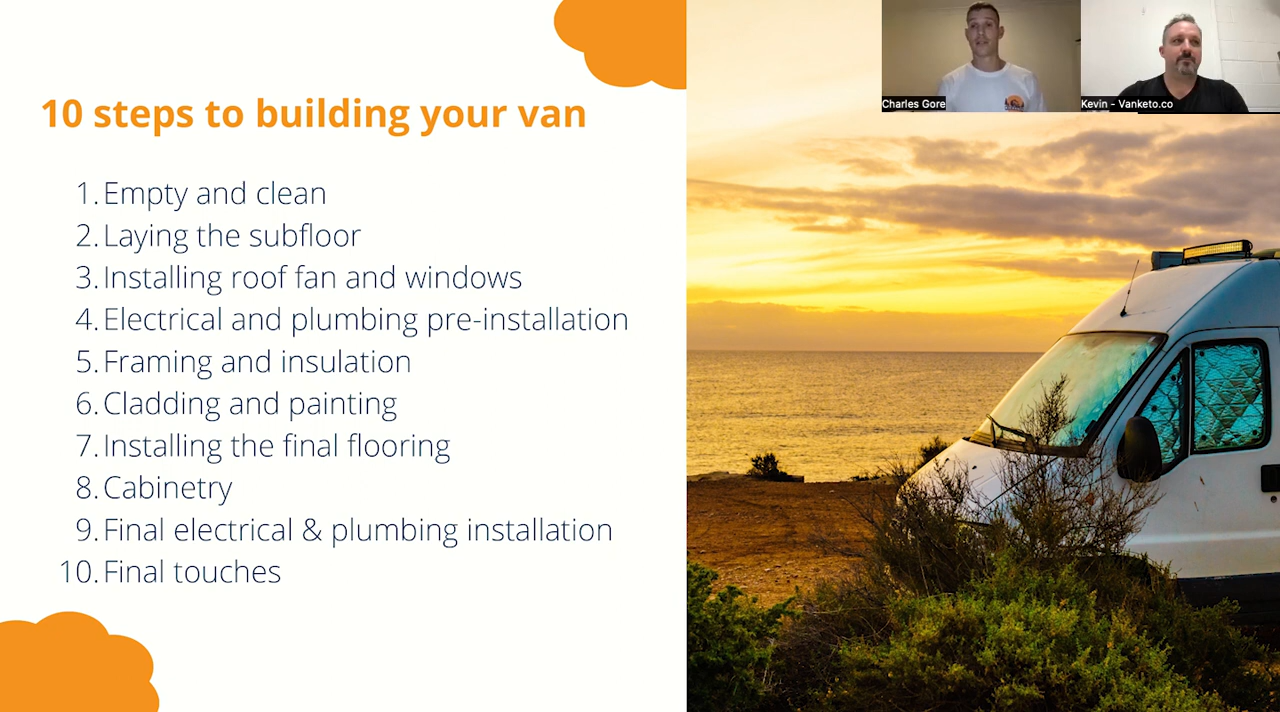 10 steps to building your van
1. Empty and clean
2. Laying the subfloor
3. Installing roof fan and windows
4. Electrical and plumbing pre-installation
5. Framing and insulation
6. Cladding and painting
7. Installing the final flooring
8. Cabinetry
9. Final electrical & plumbing installation
10. Final touches
Charles Gore
Kevin - Vanketo.co